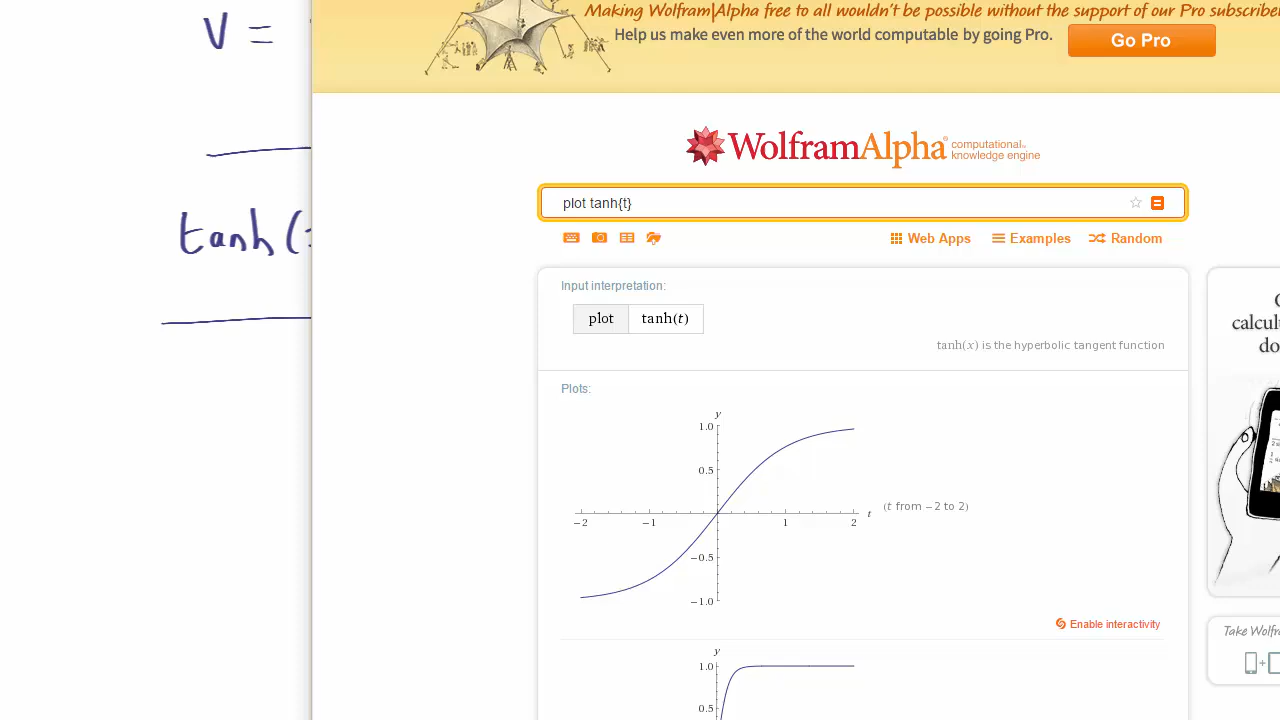 Making Wolfram|Alpha free to all wouldn't be possible without the support of our Pro subscribe
Help us make even more of the world computable by going Pro.
Go Pro
V =
WolframAlpha computational knowledge engine
plot tanh{t}
Web Apps Examples Random
tanh(
Input interpretation:
plot tanh(t)
tanh(x) is the hyperbolic tangent function
calcul
do
Plots:
y
1.0
0.5
(t from −2 to 2)
−2 −1 1 2 t
−0.5
−1.0
Enable interactivity
Take Wolfr
y
1.0
0.5